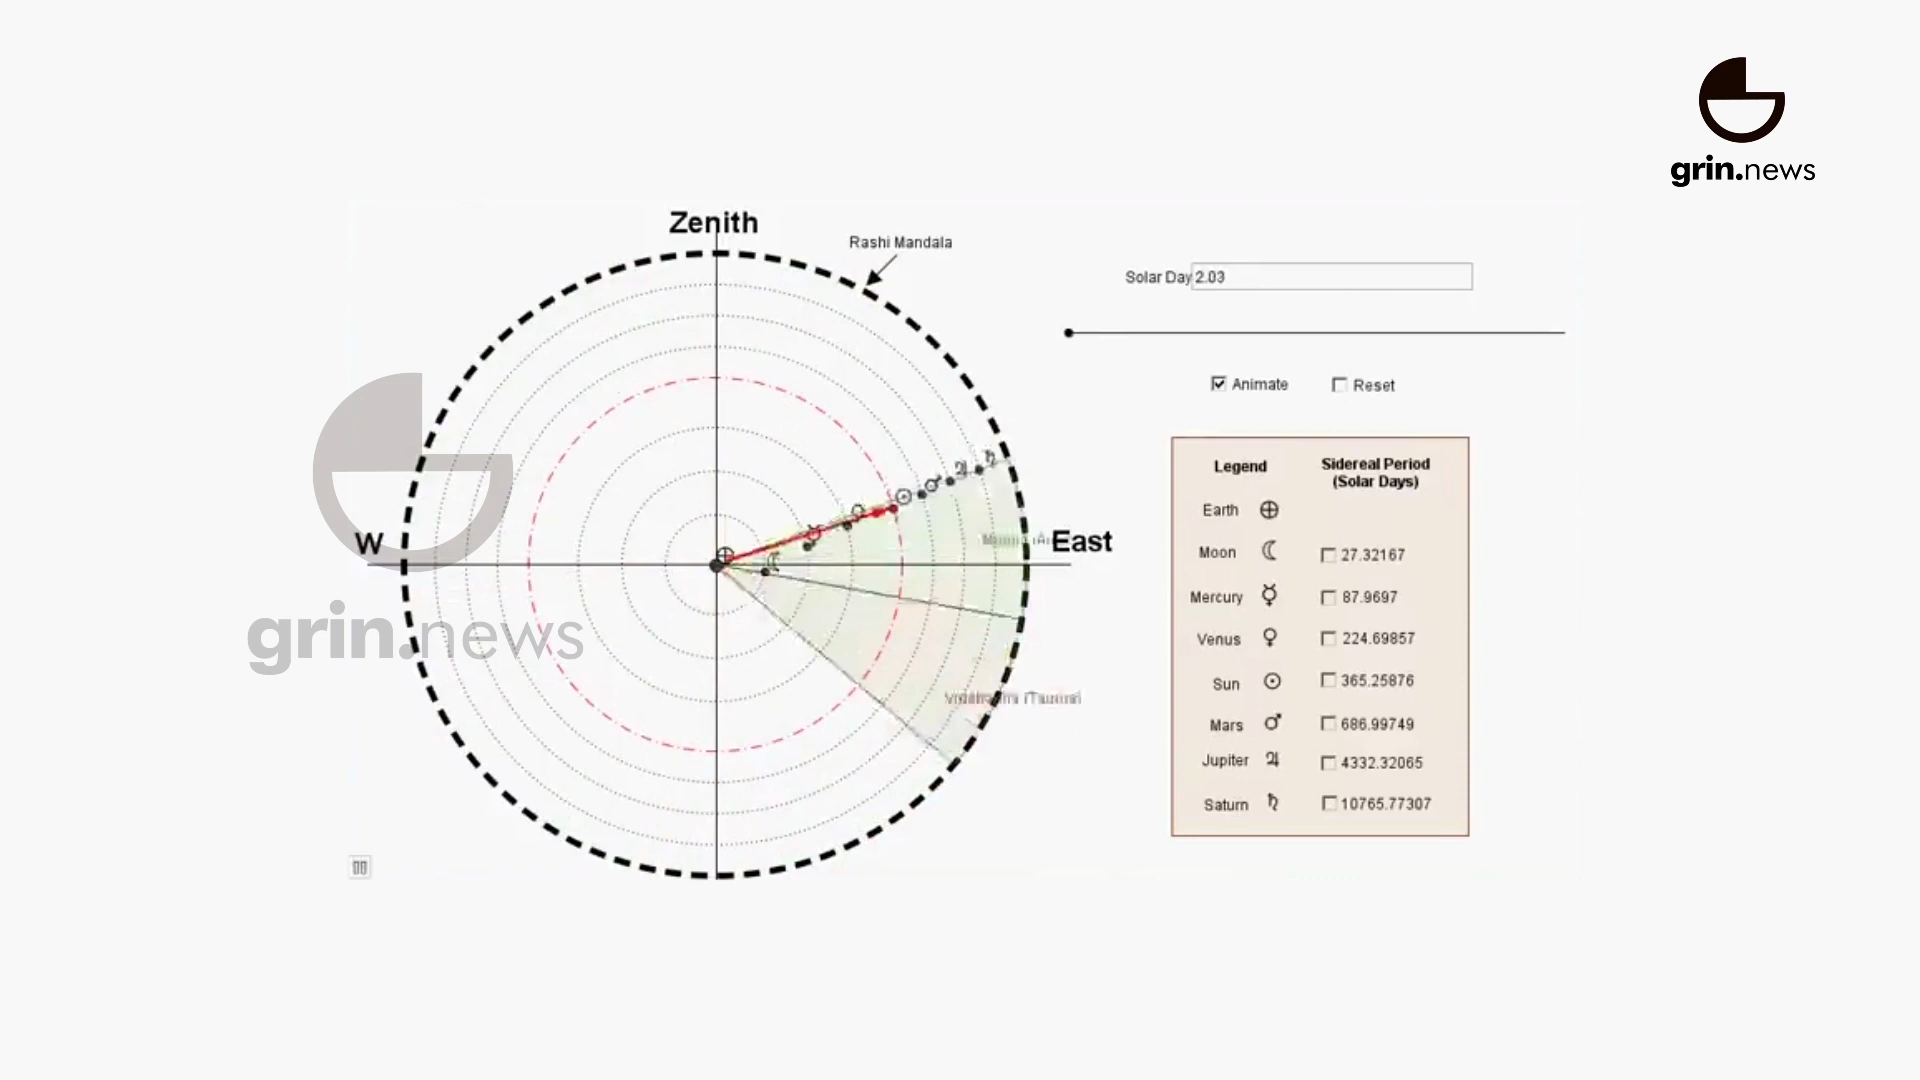 grin.news
Zenith
Rashi Mandala
Solar Day 2.03
Animate
Reset
W
East
grin.news
Legend
Sidereal Period
(Solar Days)
Earth
Moon 27.32167
Mercury 87.9697
Venus 224.69857
Sun 365.25876
Mars 686.99749
Jupiter 4332.32065
Saturn 10765.77307